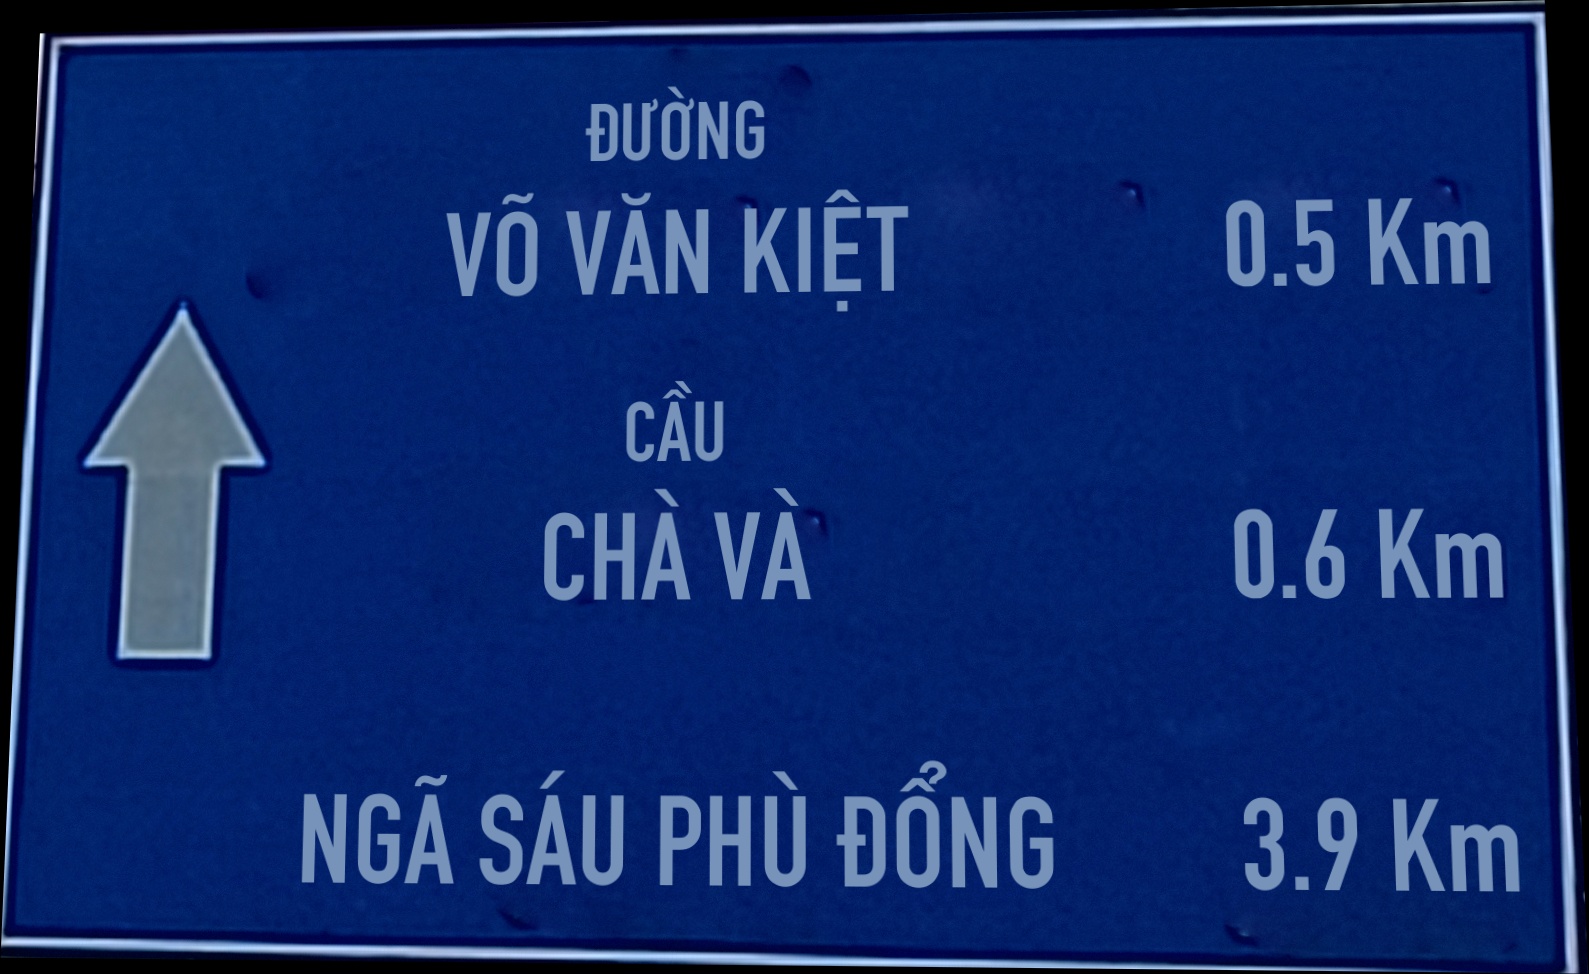 ĐƯỜNG
VÕ VĂN KIỆT 0.5 Km
CẦU
CHÀ VÀ 0.6 Km
NGÃ SÁU PHÙ ĐỔNG 3.9 Km